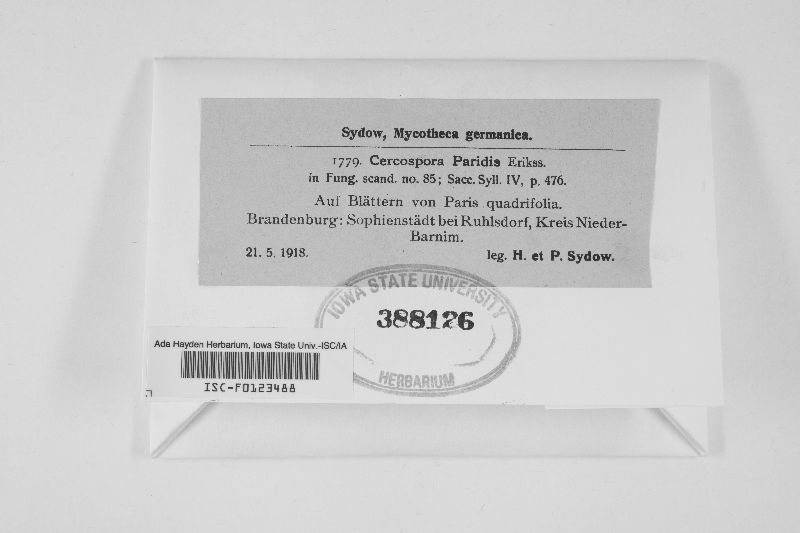 Sydow, Mycotheca germanica.
1779. Cercospora Paridis Erikss.
in Fung. scand. no. 85; Sacc. Syll. IV, p. 476.
Auf Blättern von Paris quadrifolia.
Brandenburg: Sophienstädt bei Ruhlsdorf, Kreis Nieder-
Barnim.
21. 5. 1918. leg. H. et P. Sydow.
IOWA STATE UNIVERSITY
388126
HERBARIUM
Ada Hayden Herbarium, Iowa State Univ.-ISC/IA
ISC-F0123488